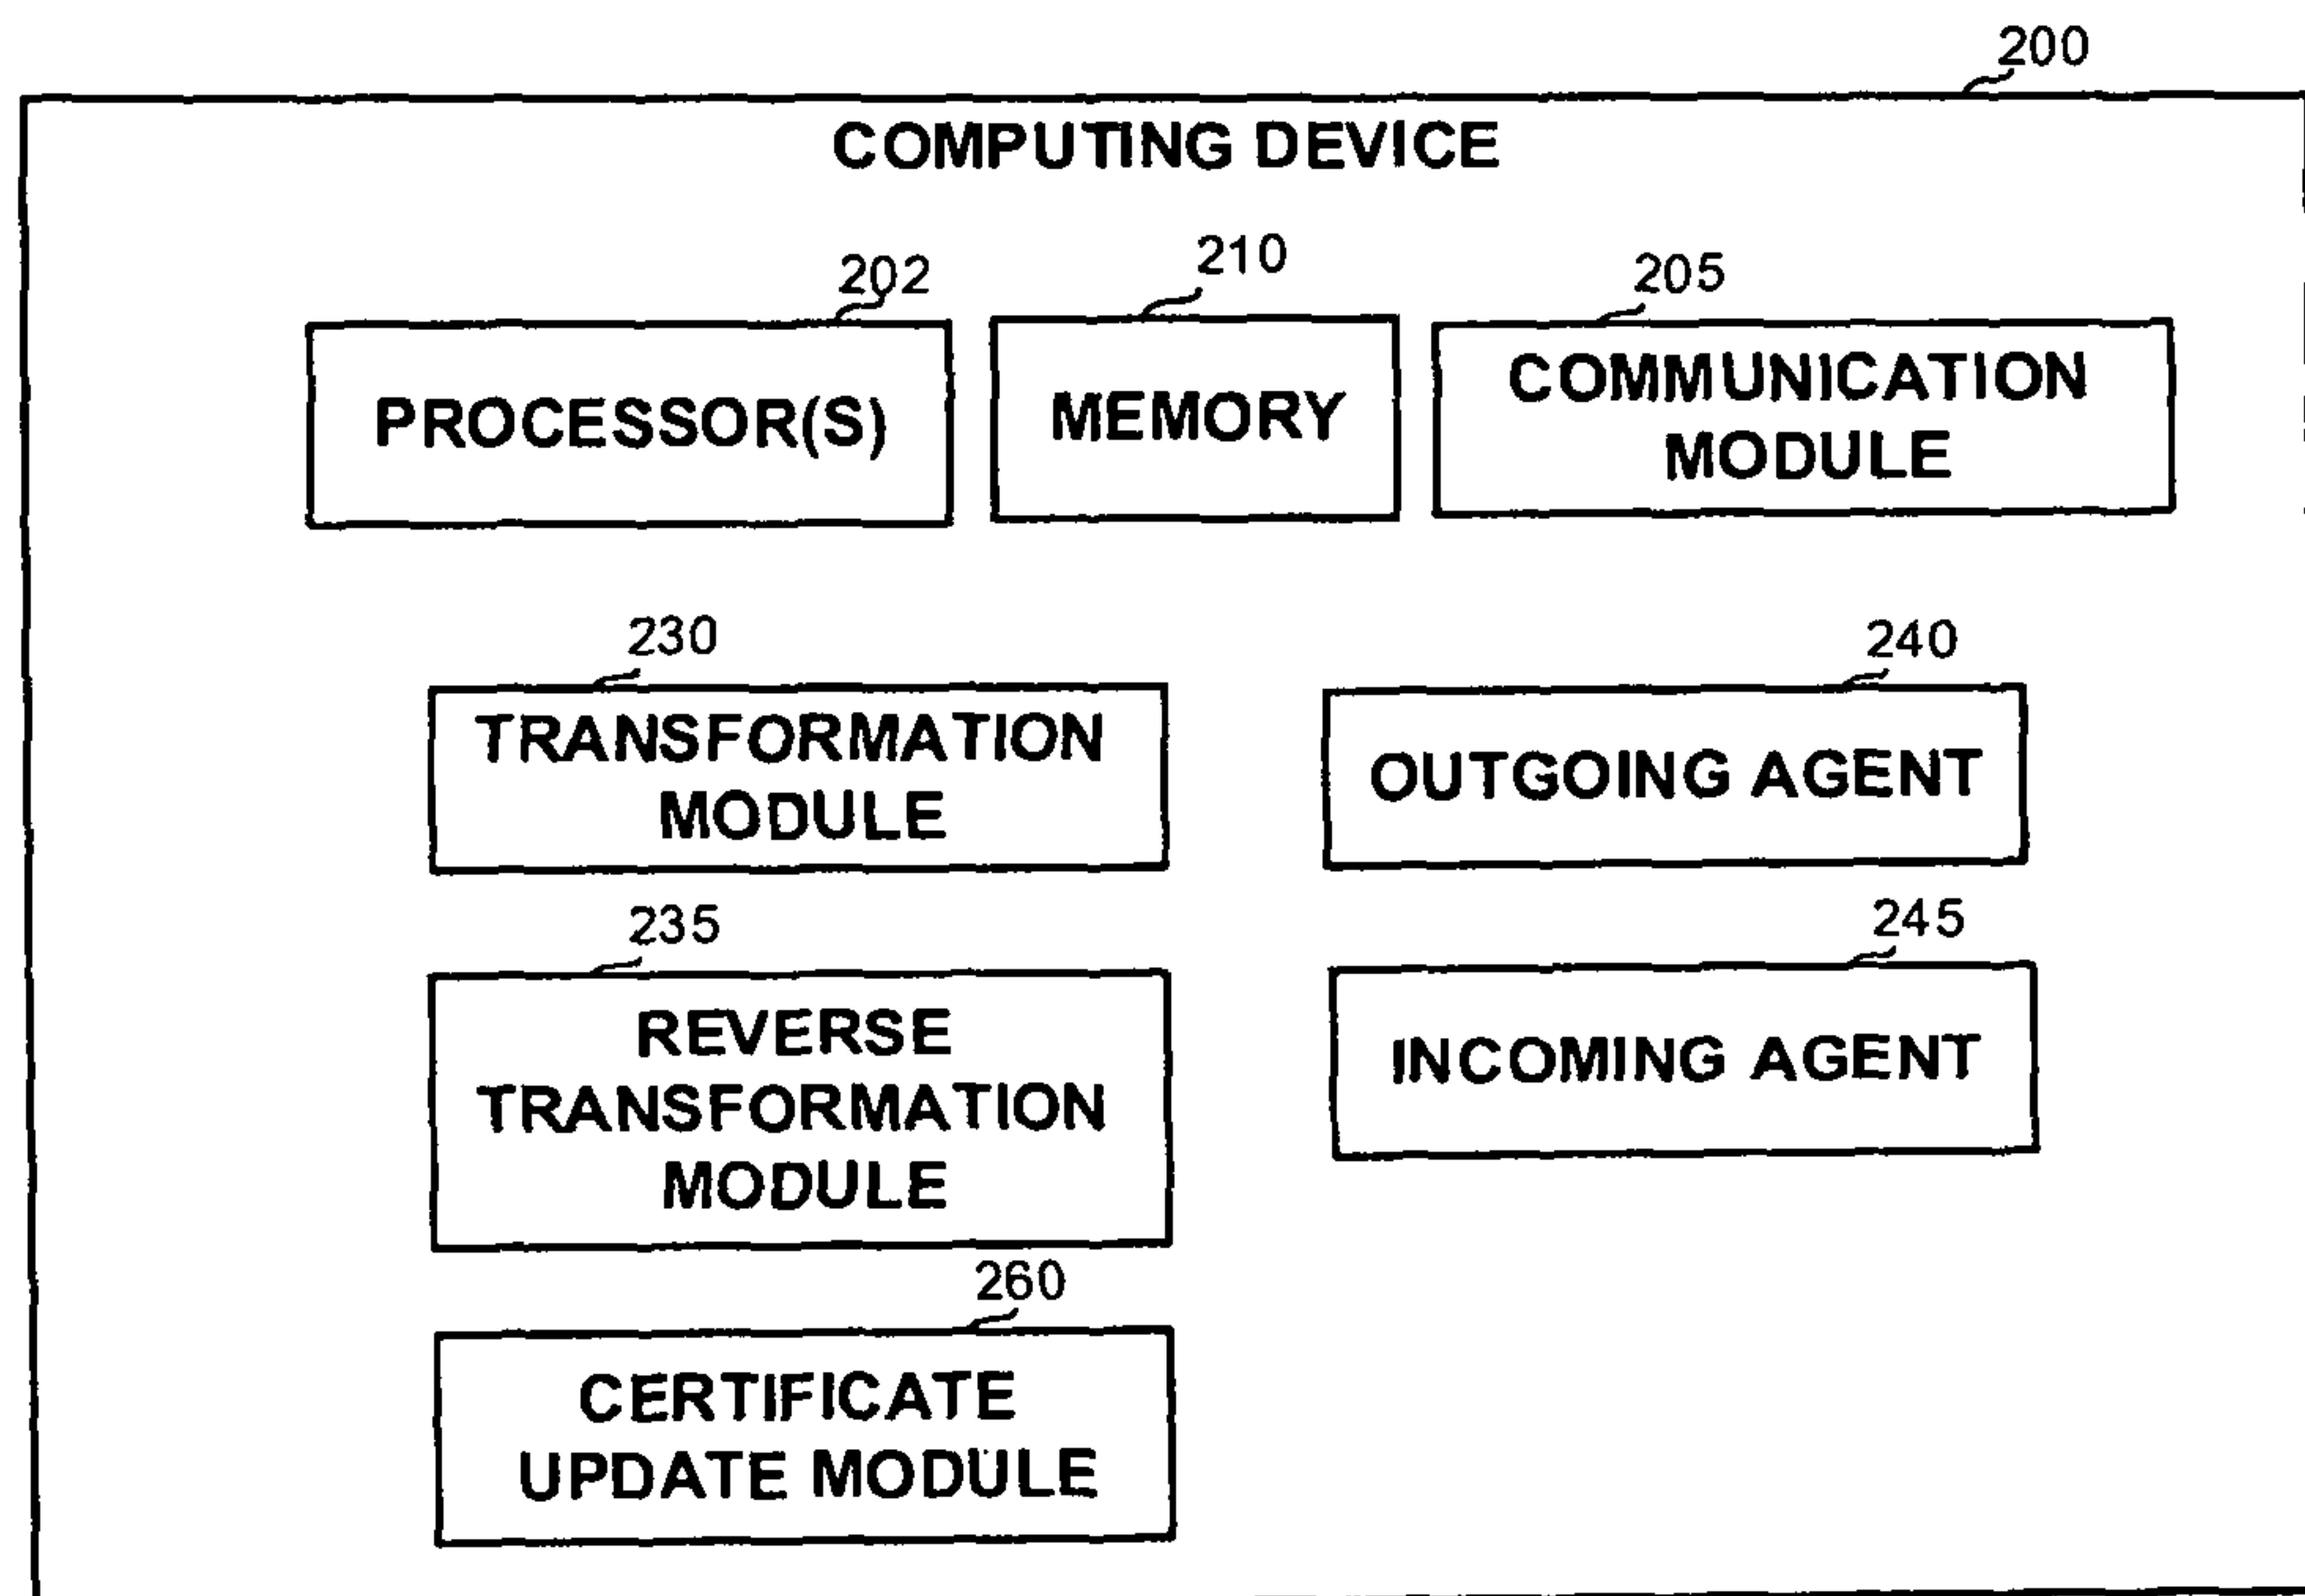 200
COMPUTING DEVICE
202
210
205
PROCESSOR(S)
MEMORY
COMMUNICATION
MODULE
230
240
TRANSFORMATION
MODULE
OUTGOING AGENT
235
245
REVERSE
TRANSFORMATION
MODULE
INCOMING AGENT
260
CERTIFICATE
UPDATE MODULE